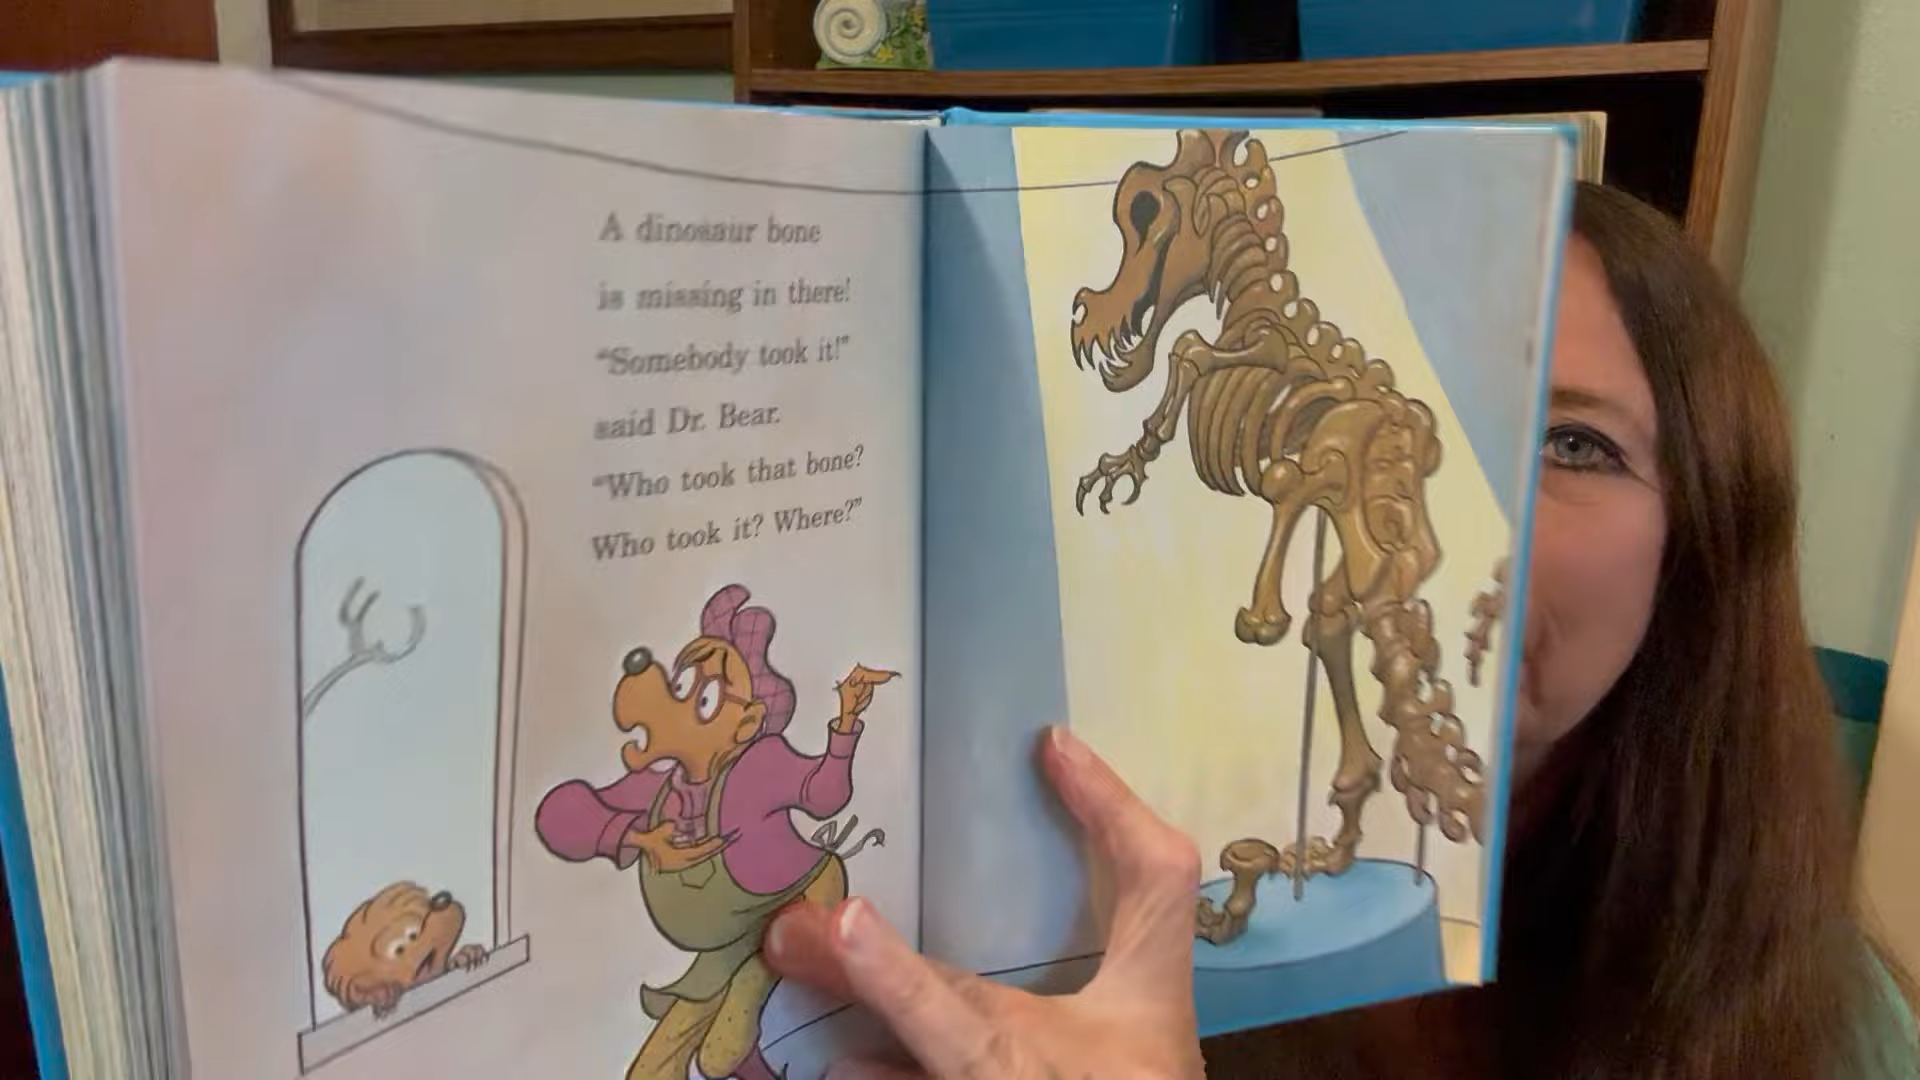 A dinosaur bone
is missing in there!
“Somebody took it!”
said Dr. Bear.
“Who took that bone?
Who took it? Where?”